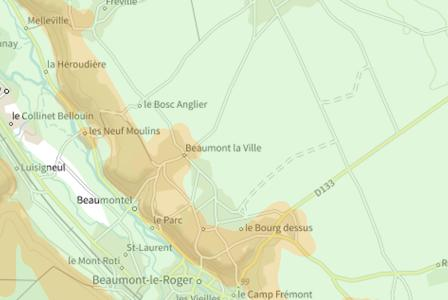 Fréville
Melleville
la Héroudière
le Bosc Anglier
le Collinet Bellouin
les Neuf Moulins
Beaumont la Ville
Luisigneul
D133
Beaumontel
le Parc
le Bourg dessus
St-Laurent
le Mont Roti
Beaumont-le-Roger
99
le Camp Frémont
les Vieilles